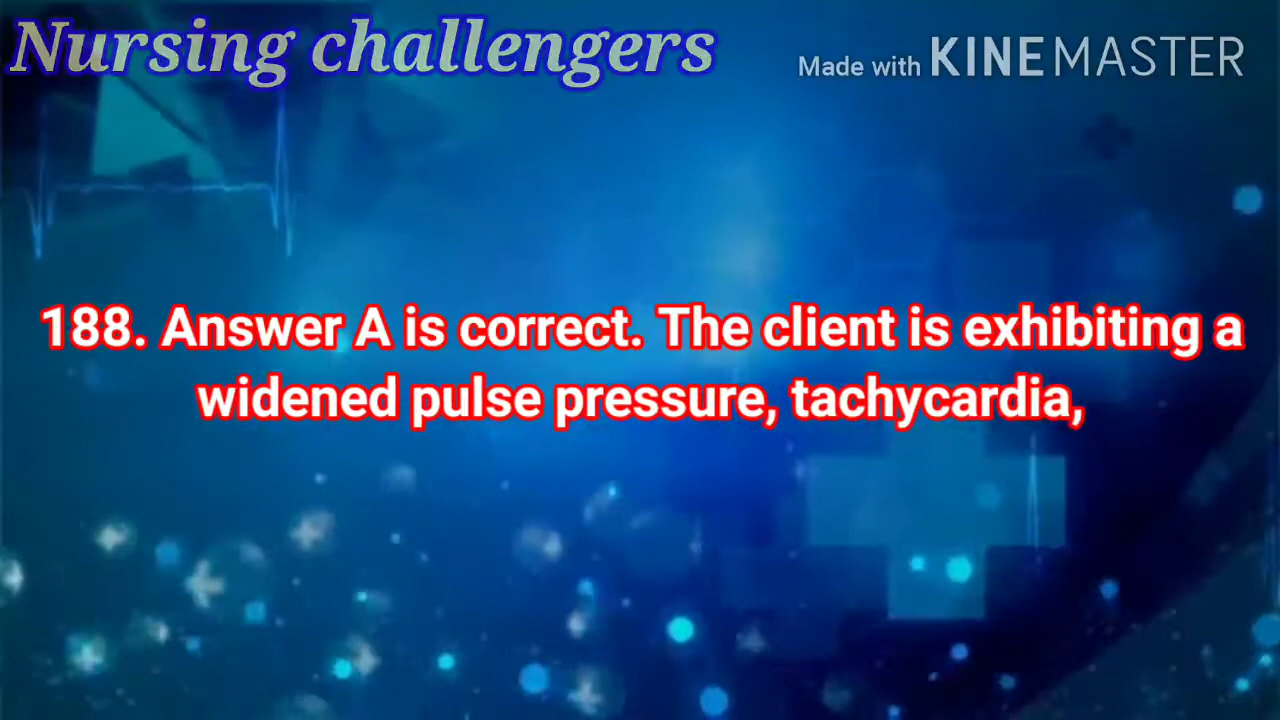 Nursing challengers
Made with KINEMASTER
188. Answer A is correct. The client is exhibiting a
widened pulse pressure, tachycardia,